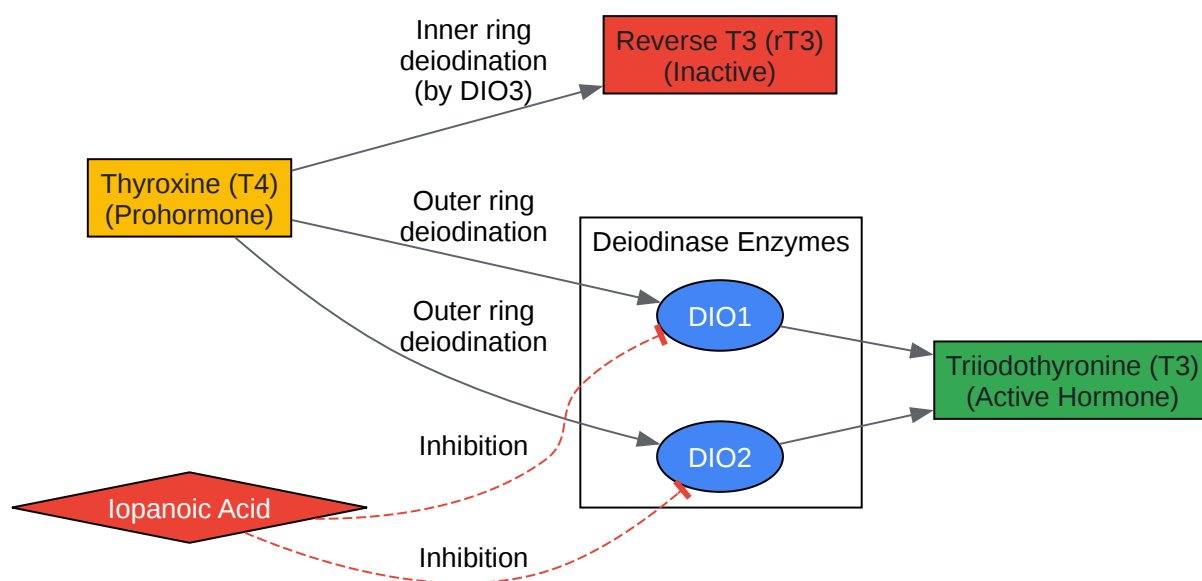 Inner ring
deiodination
(by DIO3)
Reverse T3 (rT3)
(Inactive)
Thyroxine (T4)
(Prohormone)
Outer ring
deiodination
Deiodinase Enzymes
DIO1
Outer ring
deiodination
Triiodothyronine (T3)
(Active Hormone)
Inhibition
DIO2
Iopanoic Acid
Inhibition